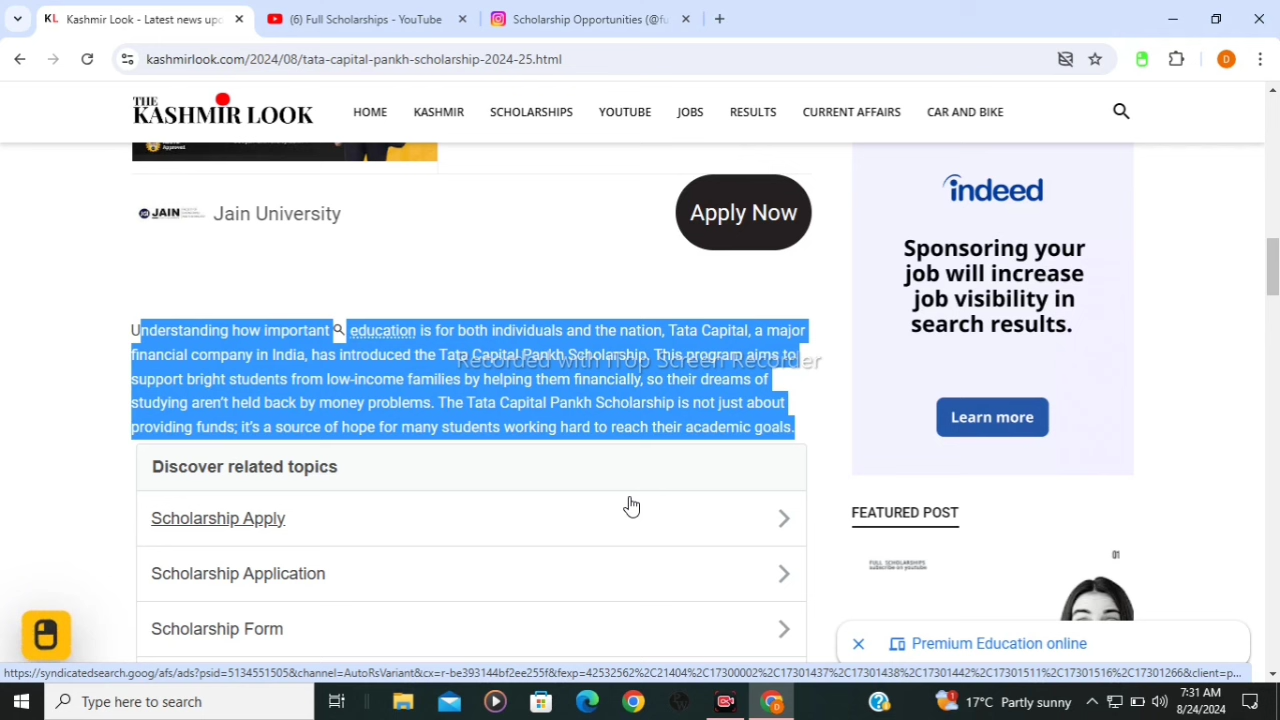 Kashmir Look - Latest news upd
(6) Full Scholarships - YouTube
Scholarship Opportunities (@fu
kashmirlook.com/2024/08/tata-capital-pankh-scholarship-2024-25.html
D
THE
KASHMIR LOOK
HOME
KASHMIR
SCHOLARSHIPS
YOUTUBE
JOBS
RESULTS
CURRENT AFFAIRS
CAR AND BIKE
Approved
JAIN
Jain University
Apply Now
indeed
Sponsoring your
job will increase
job visibility in
search results.
Learn more
Understanding how important education is for both individuals and the nation, Tata Capital, a major
financial company in India, has introduced the Tata Capital Pankh Scholarship. This program aims to
support bright students from low-income families by helping them financially, so their dreams of
studying aren't held back by money problems. The Tata Capital Pankh Scholarship is not just about
providing funds; it's a source of hope for many students working hard to reach their academic goals.
Recorded with iTop Screen Recorder
Discover related topics
Scholarship Apply
Scholarship Application
Scholarship Form
FEATURED POST
FULL SCHOLARSHIPS
subscribe on youtube
01
Premium Education online
https://syndicatedsearch.goog/afs/ads?psid=5134551505&channel=AutoRsVariant&cx=r-be393144bf2ee255f&fexp=42532562%2C21404%2C17300002%2C17301437%2C17301438%2C17301442%2C17301511%2C17301516%2C17301266&client=p...
Type here to search
17°C Partly sunny
7:31 AM
8/24/2024